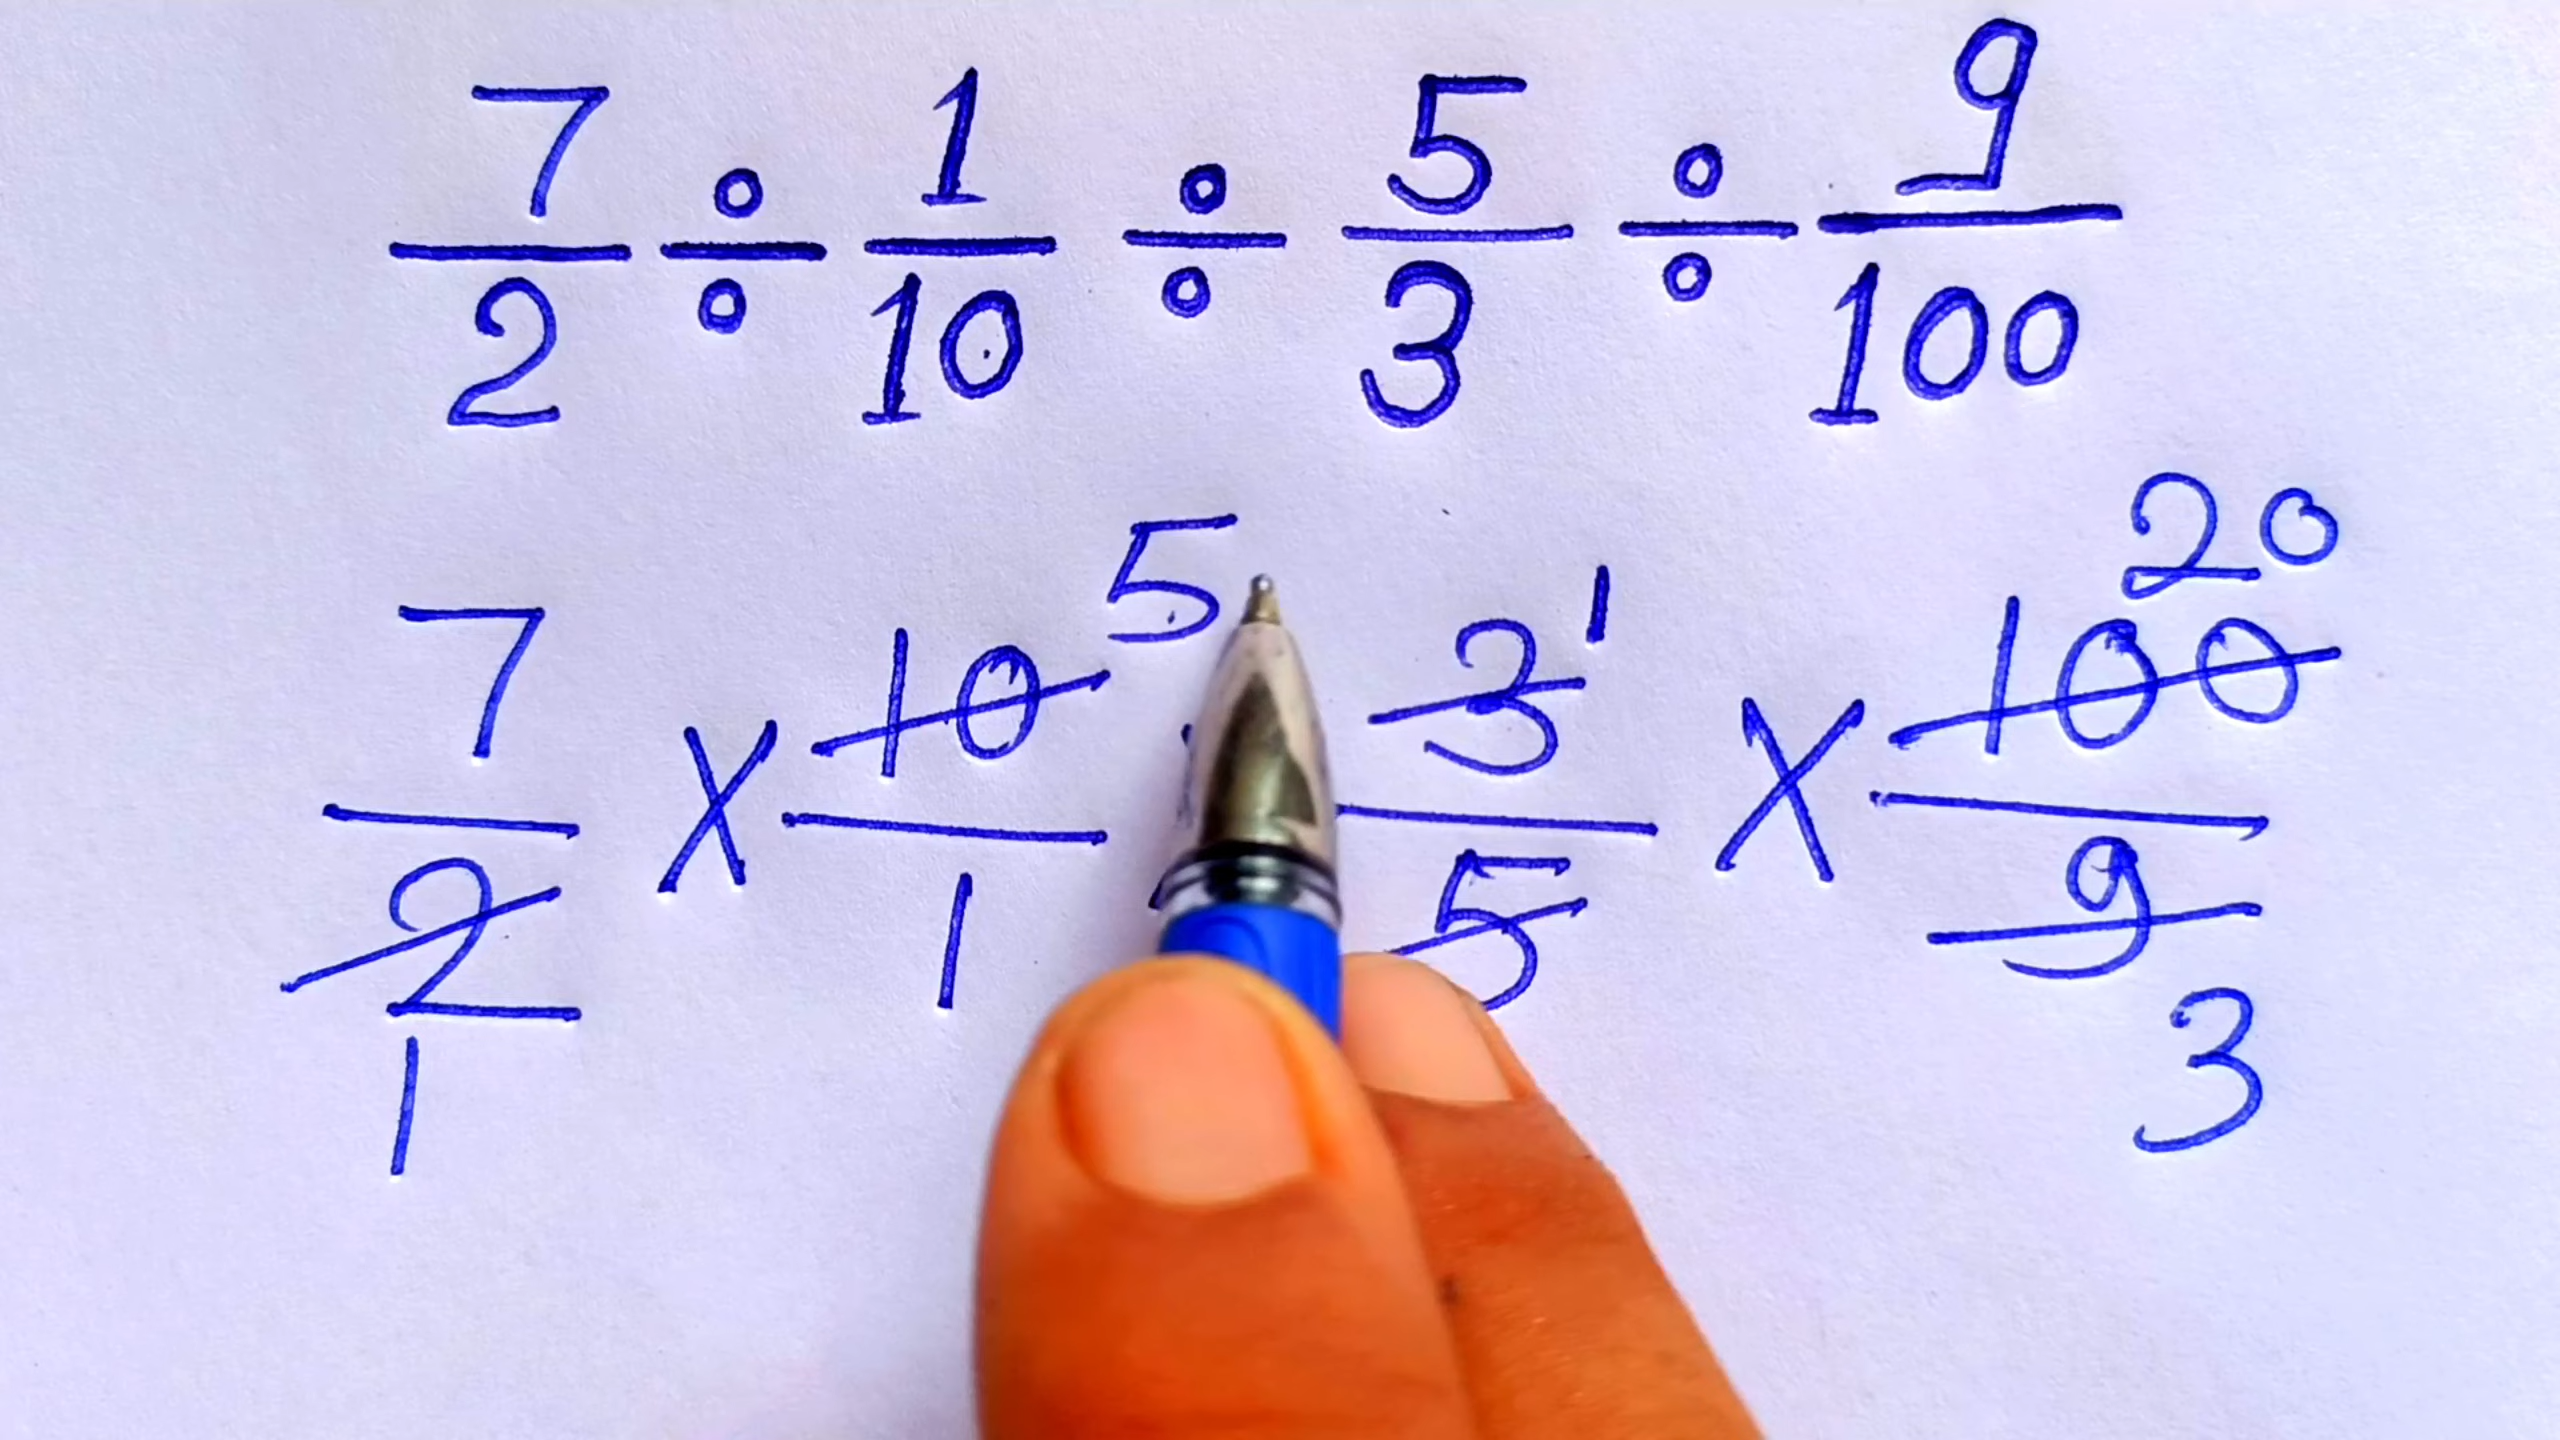 7/2 ÷ 1/10 ÷ 5/3 ÷ 9/100
5 1 20
7/2 × 10/1 3/5 × 100/9
1 3